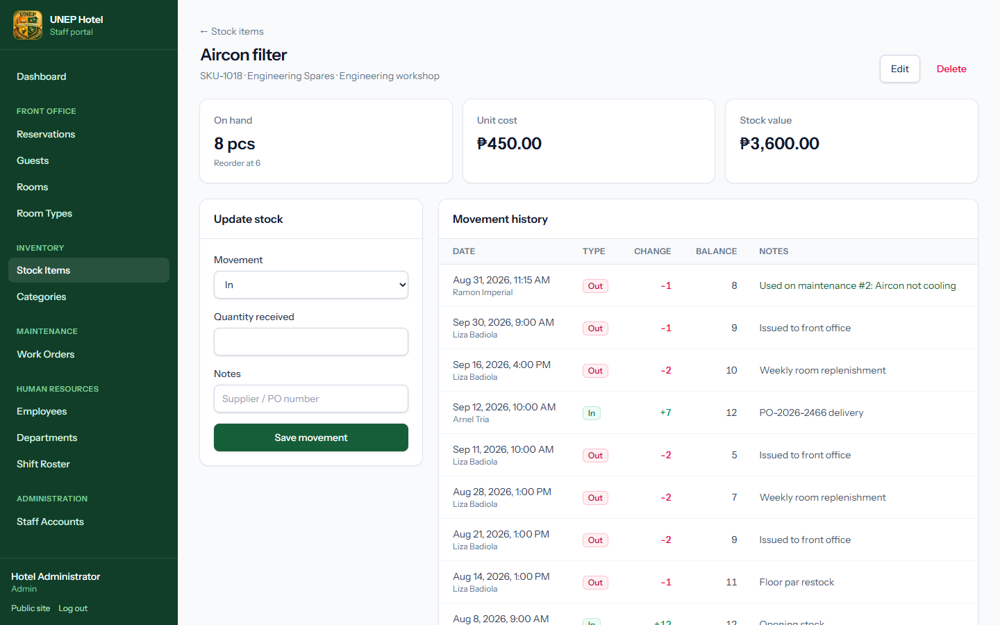 UNEP
UNEP Hotel
Staff portal
Dashboard
FRONT OFFICE
Reservations
Guests
Rooms
Room Types
INVENTORY
Stock Items
Categories
MAINTENANCE
Work Orders
HUMAN RESOURCES
Employees
Departments
Shift Roster
ADMINISTRATION
Staff Accounts
Hotel Administrator
Admin
Public site Log out
← Stock items
Aircon filter
SKU-1018 · Engineering Spares · Engineering workshop
Edit Delete
On hand
8 pcs
Reorder at 6
Unit cost
₱450.00
Stock value
₱3,600.00
Update stock
Movement
In
Quantity received
Notes
Supplier / PO number
Save movement
Movement history
DATE TYPE CHANGE BALANCE NOTES
Aug 31, 2026, 11:15 AM Out -1 8 Used on maintenance #2: Aircon not cooling
Ramon Imperial
Sep 30, 2026, 9:00 AM Out -1 9 Issued to front office
Liza Badiola
Sep 16, 2026, 4:00 PM Out -2 10 Weekly room replenishment
Liza Badiola
Sep 12, 2026, 10:00 AM In +7 12 PO-2026-2466 delivery
Arnel Tria
Sep 11, 2026, 10:00 AM Out -2 5 Issued to front office
Liza Badiola
Aug 28, 2026, 1:00 PM Out -2 7 Weekly room replenishment
Liza Badiola
Aug 21, 2026, 1:00 PM Out -2 9 Issued to front office
Liza Badiola
Aug 14, 2026, 1:00 PM Out -1 11 Floor par restock
Liza Badiola
Aug 8, 2026, 9:00 AM In +12 12 Opening stock